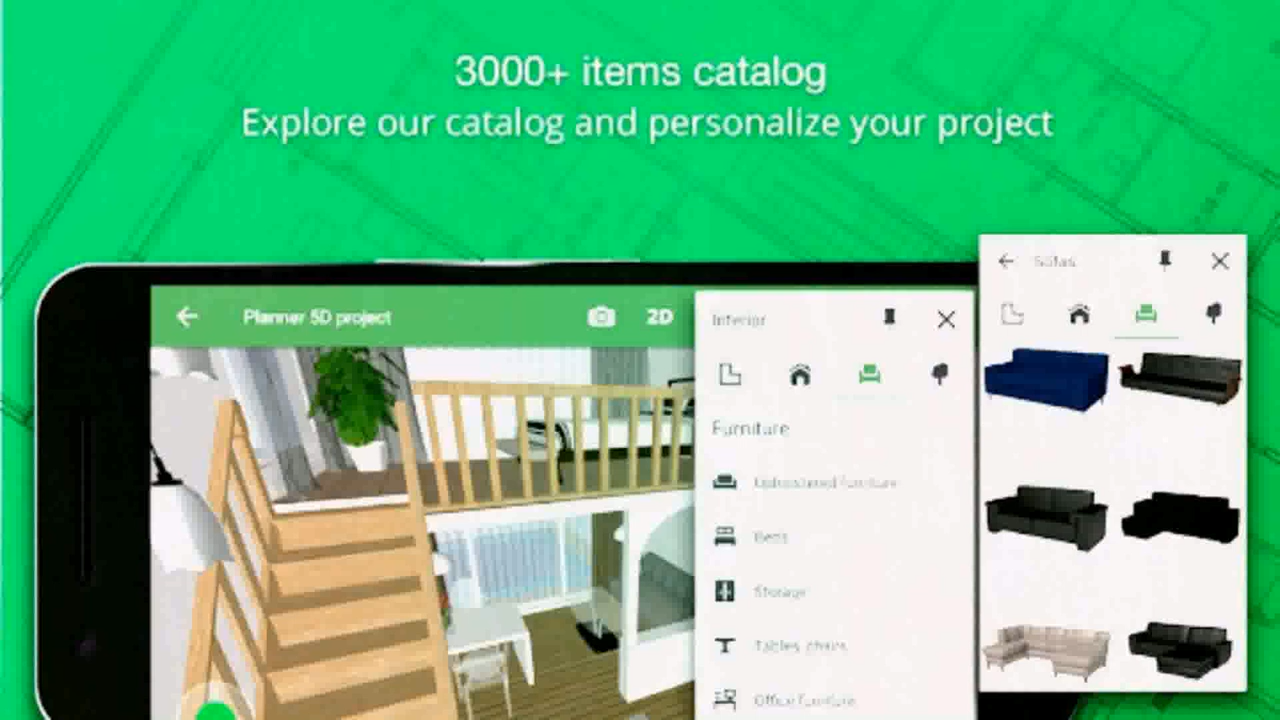 3000+ items catalog
Explore our catalog and personalize your project
Planner 5D project
2D
Interior
Furniture
Upholstered furniture
Beds
Storage
Tables, chairs
Office furniture
Sofas